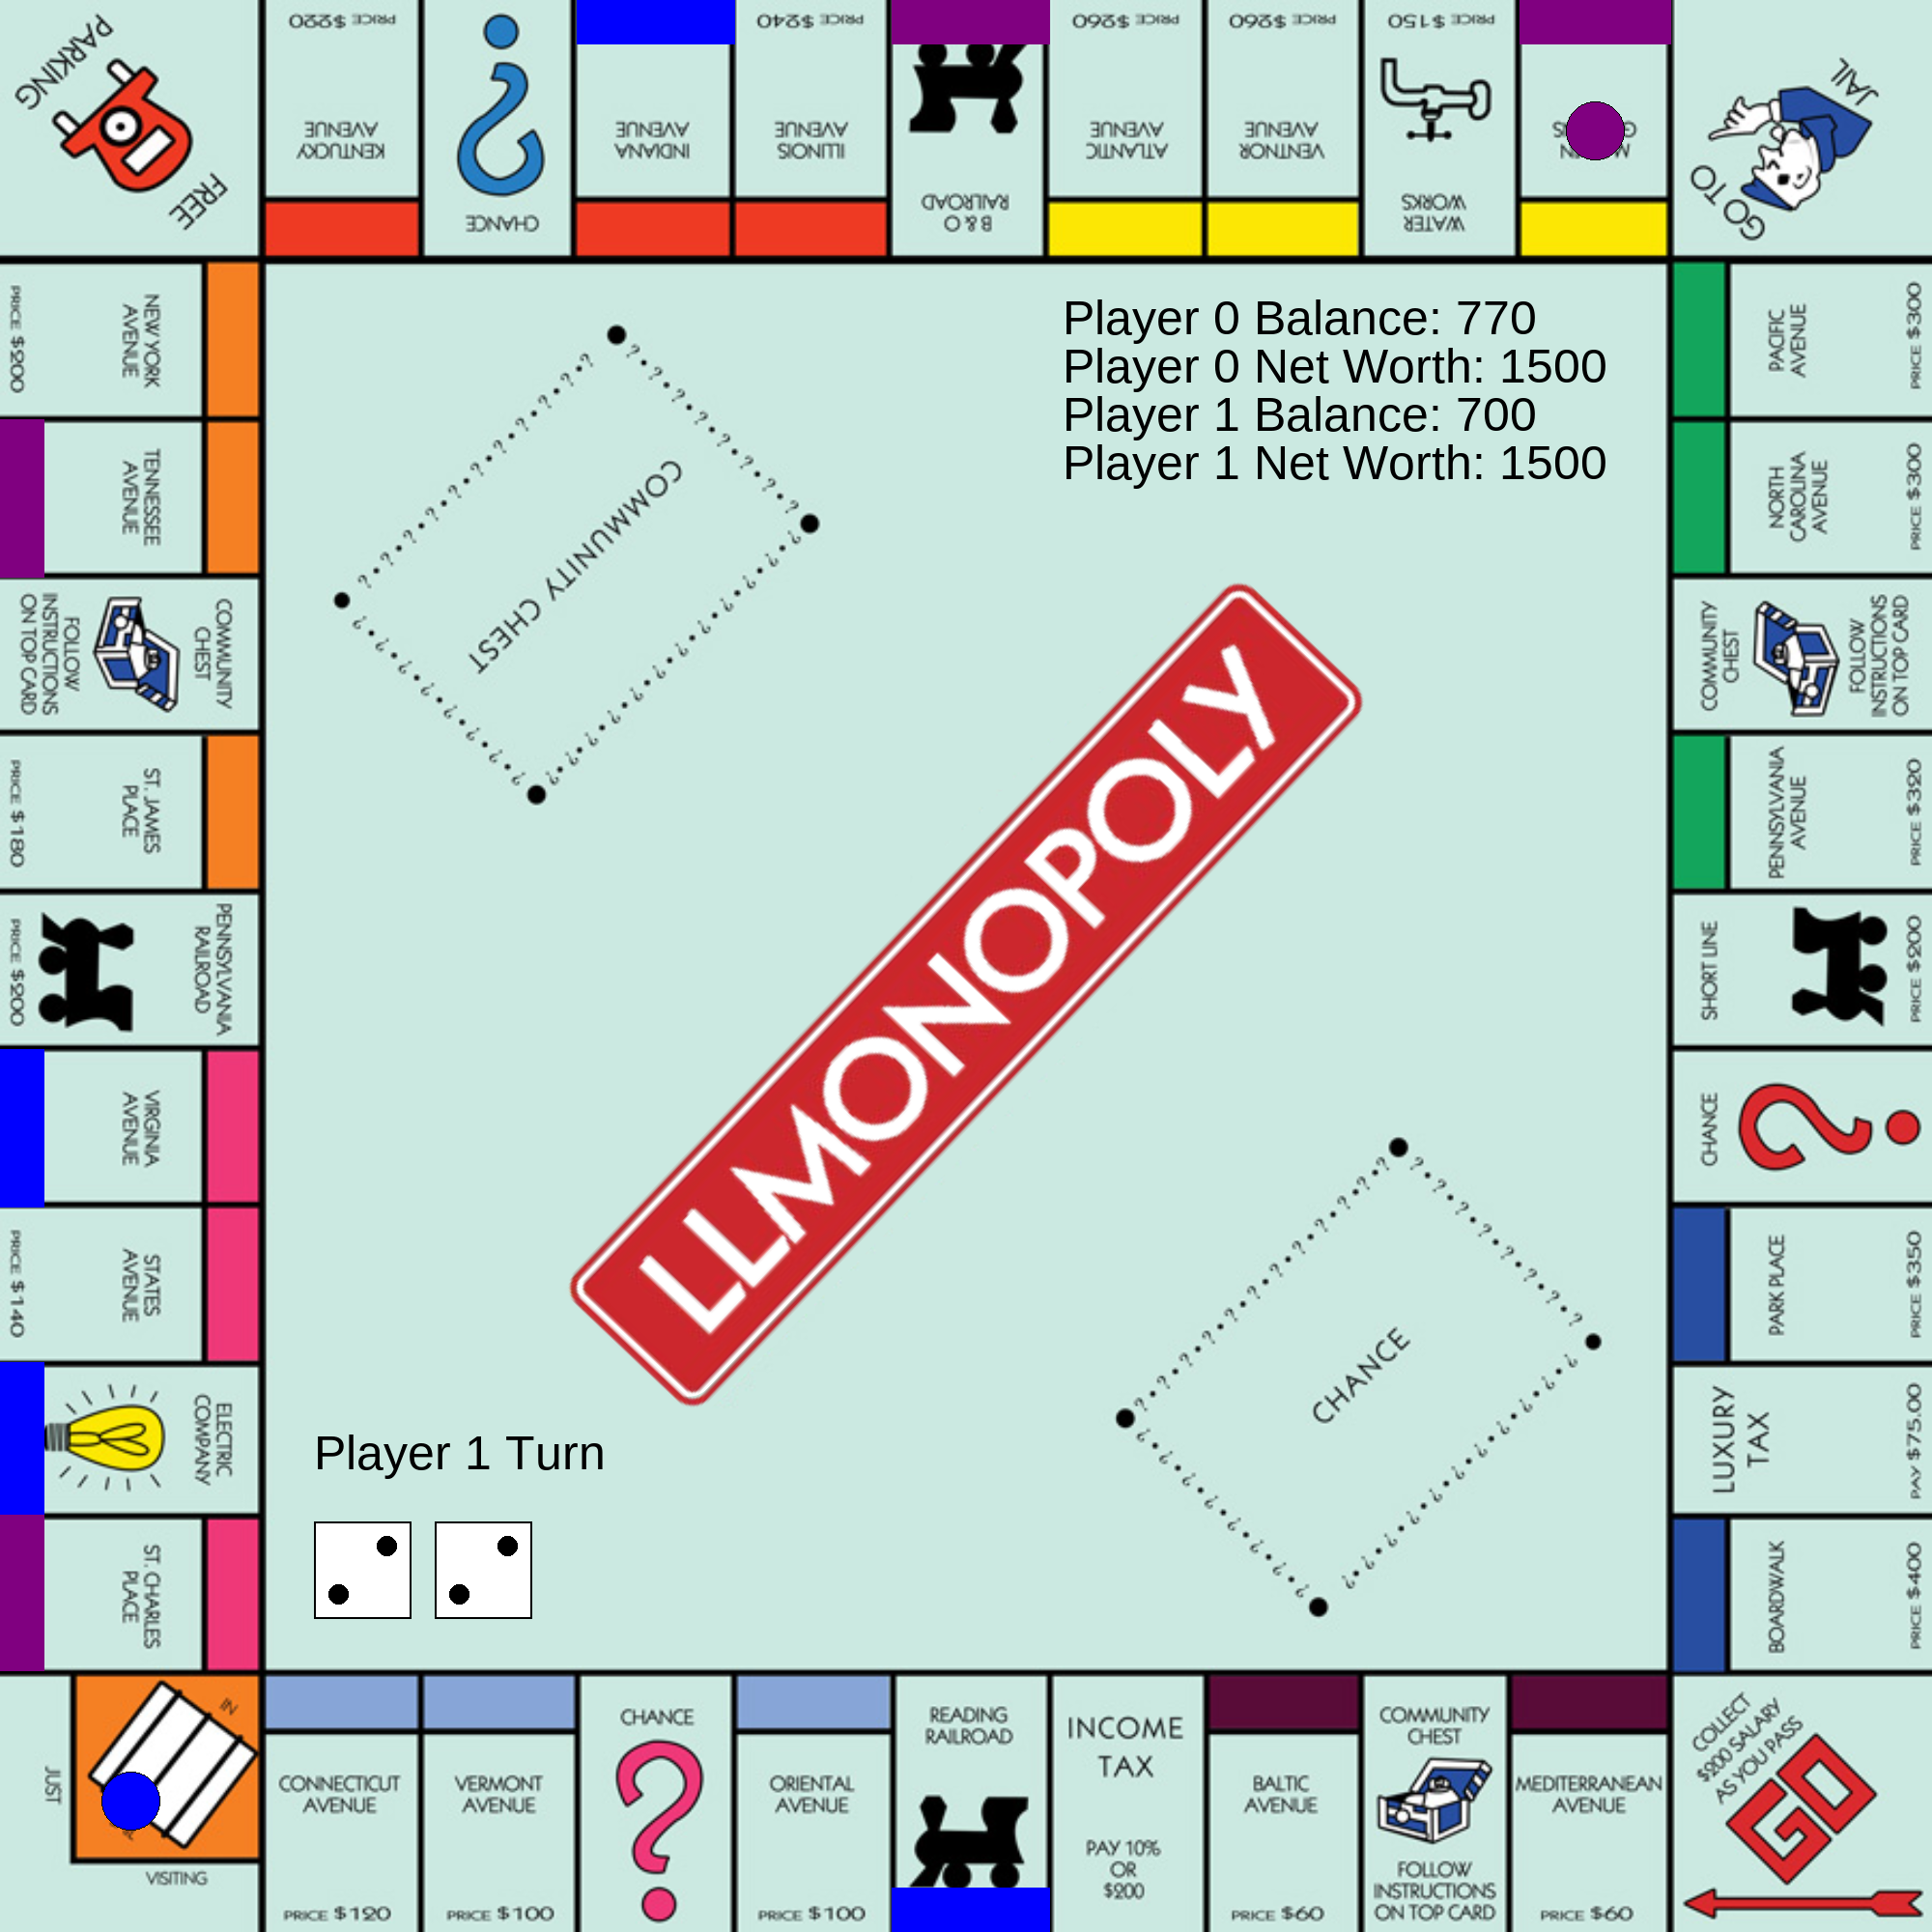 FREE
PARKING
PRICE $220
KENTUCKY
AVENUE
CHANCE
INDIANA
AVENUE
PRICE $240
ILLINOIS
AVENUE
B & O
RAILROAD
PRICE $260
ATLANTIC
AVENUE
PRICE $260
VENTNOR
AVENUE
PRICE $150
WATER
WORKS
GO TO
JAIL
NEW YORK
AVENUE
PRICE $200
TENNESSEE
AVENUE
COMMUNITY
CHEST
FOLLOW
INSTRUCTIONS
ON TOP CARD
ST. JAMES
PLACE
PRICE $180
PENNSYLVANIA
RAILROAD
PRICE $200
VIRGINIA
AVENUE
STATES
AVENUE
PRICE $140
ELECTRIC
COMPANY
ST. CHARLES
PLACE
Player 0 Balance: 770
Player 0 Net Worth: 1500
Player 1 Balance: 700
Player 1 Net Worth: 1500
COMMUNITY CHEST
LLMONOPOLY
CHANCE
Player 1 Turn
PACIFIC
AVENUE
PRICE $300
NORTH
CAROLINA
AVENUE
PRICE $300
COMMUNITY
CHEST
FOLLOW
INSTRUCTIONS
ON TOP CARD
PENNSYLVANIA
AVENUE
PRICE $320
SHORT LINE
PRICE $200
CHANCE
PARK PLACE
PRICE $350
LUXURY
TAX
PAY $75.00
BOARDWALK
PRICE $400
IN
JUST
VISITING
CONNECTICUT
AVENUE
PRICE $120
VERMONT
AVENUE
PRICE $100
CHANCE
ORIENTAL
AVENUE
PRICE $100
READING
RAILROAD
INCOME
TAX
PAY 10%
OR
$200
BALTIC
AVENUE
PRICE $60
COMMUNITY
CHEST
FOLLOW
INSTRUCTIONS
ON TOP CARD
MEDITERRANEAN
AVENUE
PRICE $60
COLLECT
$200 SALARY
AS YOU PASS
GO